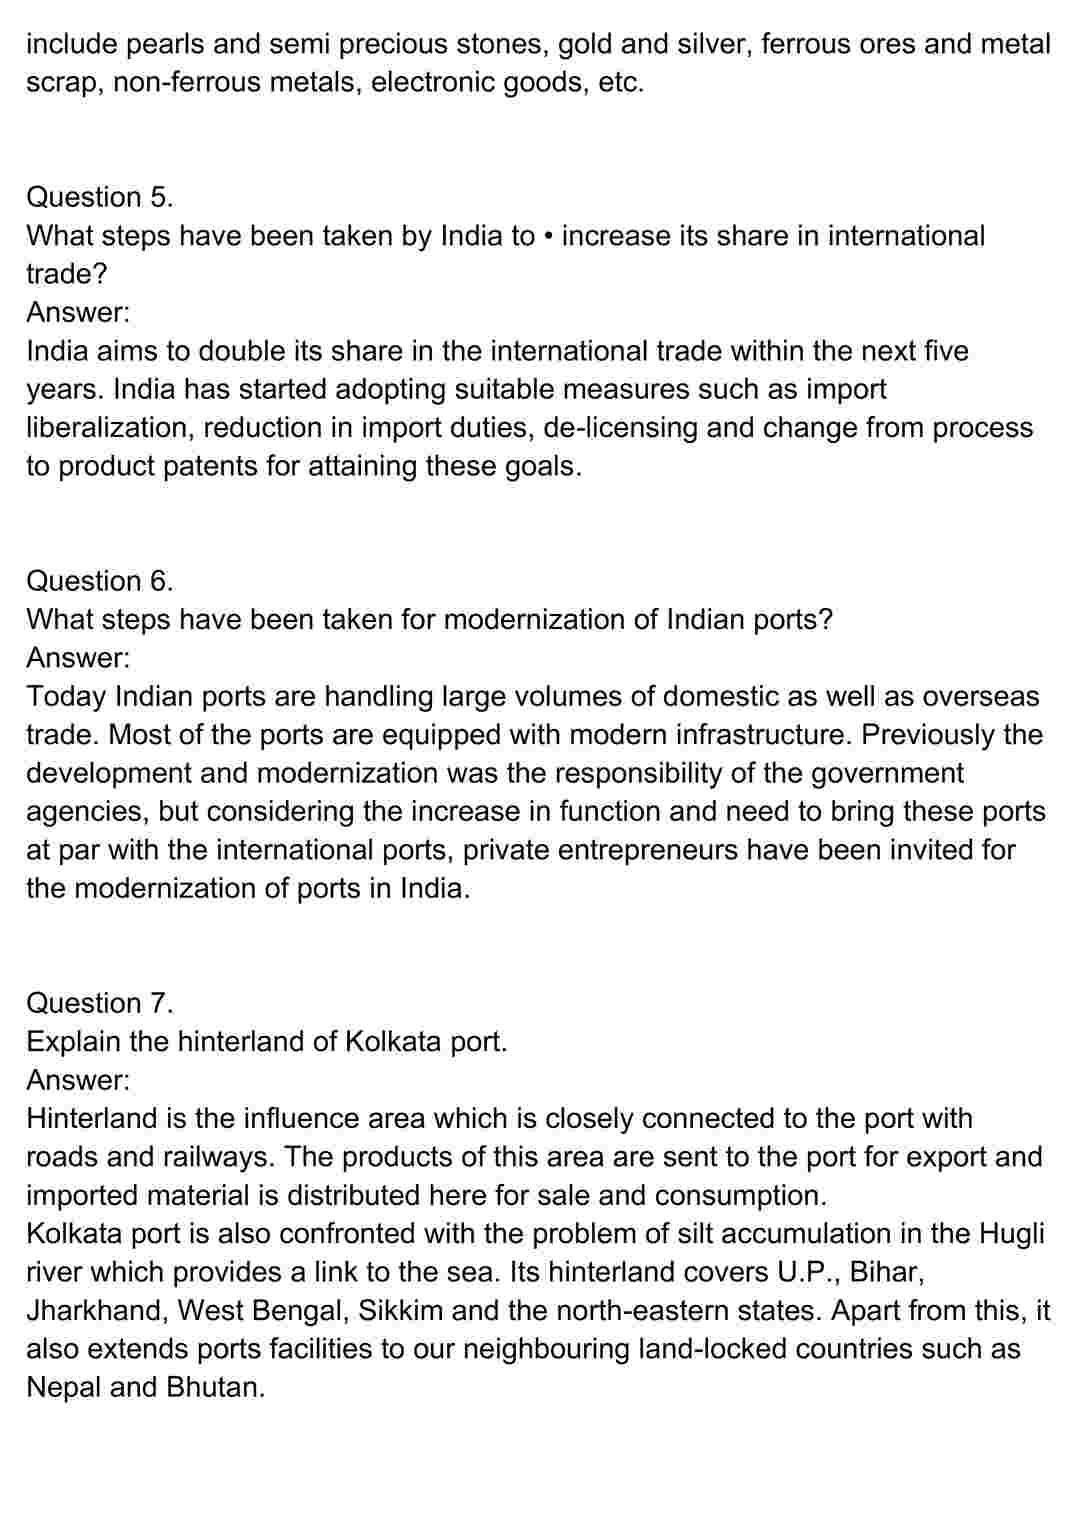 include pearls and semi precious stones, gold and silver, ferrous ores and metal
scrap, non-ferrous metals, electronic goods, etc.
Question 5.
What steps have been taken by India to • increase its share in international
trade?
Answer:
India aims to double its share in the international trade within the next five
years. India has started adopting suitable measures such as import
liberalization, reduction in import duties, de-licensing and change from process
to product patents for attaining these goals.
Question 6.
What steps have been taken for modernization of Indian ports?
Answer:
Today Indian ports are handling large volumes of domestic as well as overseas
trade. Most of the ports are equipped with modern infrastructure. Previously the
development and modernization was the responsibility of the government
agencies, but considering the increase in function and need to bring these ports
at par with the international ports, private entrepreneurs have been invited for
the modernization of ports in India.
Question 7.
Explain the hinterland of Kolkata port.
Answer:
Hinterland is the influence area which is closely connected to the port with
roads and railways. The products of this area are sent to the port for export and
imported material is distributed here for sale and consumption.
Kolkata port is also confronted with the problem of silt accumulation in the Hugli
river which provides a link to the sea. Its hinterland covers U.P., Bihar,
Jharkhand, West Bengal, Sikkim and the north-eastern states. Apart from this, it
also extends ports facilities to our neighbouring land-locked countries such as
Nepal and Bhutan.